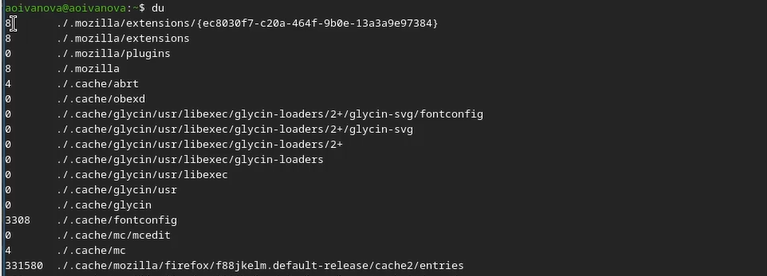 aoivanova@aoivanova:~$ du
8 ./.mozilla/extensions/{ec8030f7-c20a-464f-9b0e-13a3a9e97384}
8 ./.mozilla/extensions
0 ./.mozilla/plugins
8 ./.mozilla
4 ./.cache/abrt
0 ./.cache/obexd
0 ./.cache/glycin/usr/libexec/glycin-loaders/2+/glycin-svg/fontconfig
0 ./.cache/glycin/usr/libexec/glycin-loaders/2+/glycin-svg
0 ./.cache/glycin/usr/libexec/glycin-loaders/2+
0 ./.cache/glycin/usr/libexec/glycin-loaders
0 ./.cache/glycin/usr/libexec
0 ./.cache/glycin/usr
0 ./.cache/glycin
3308 ./.cache/fontconfig
0 ./.cache/mc/mcedit
4 ./.cache/mc
331580 ./.cache/mozilla/firefox/f88jkelm.default-release/cache2/entries